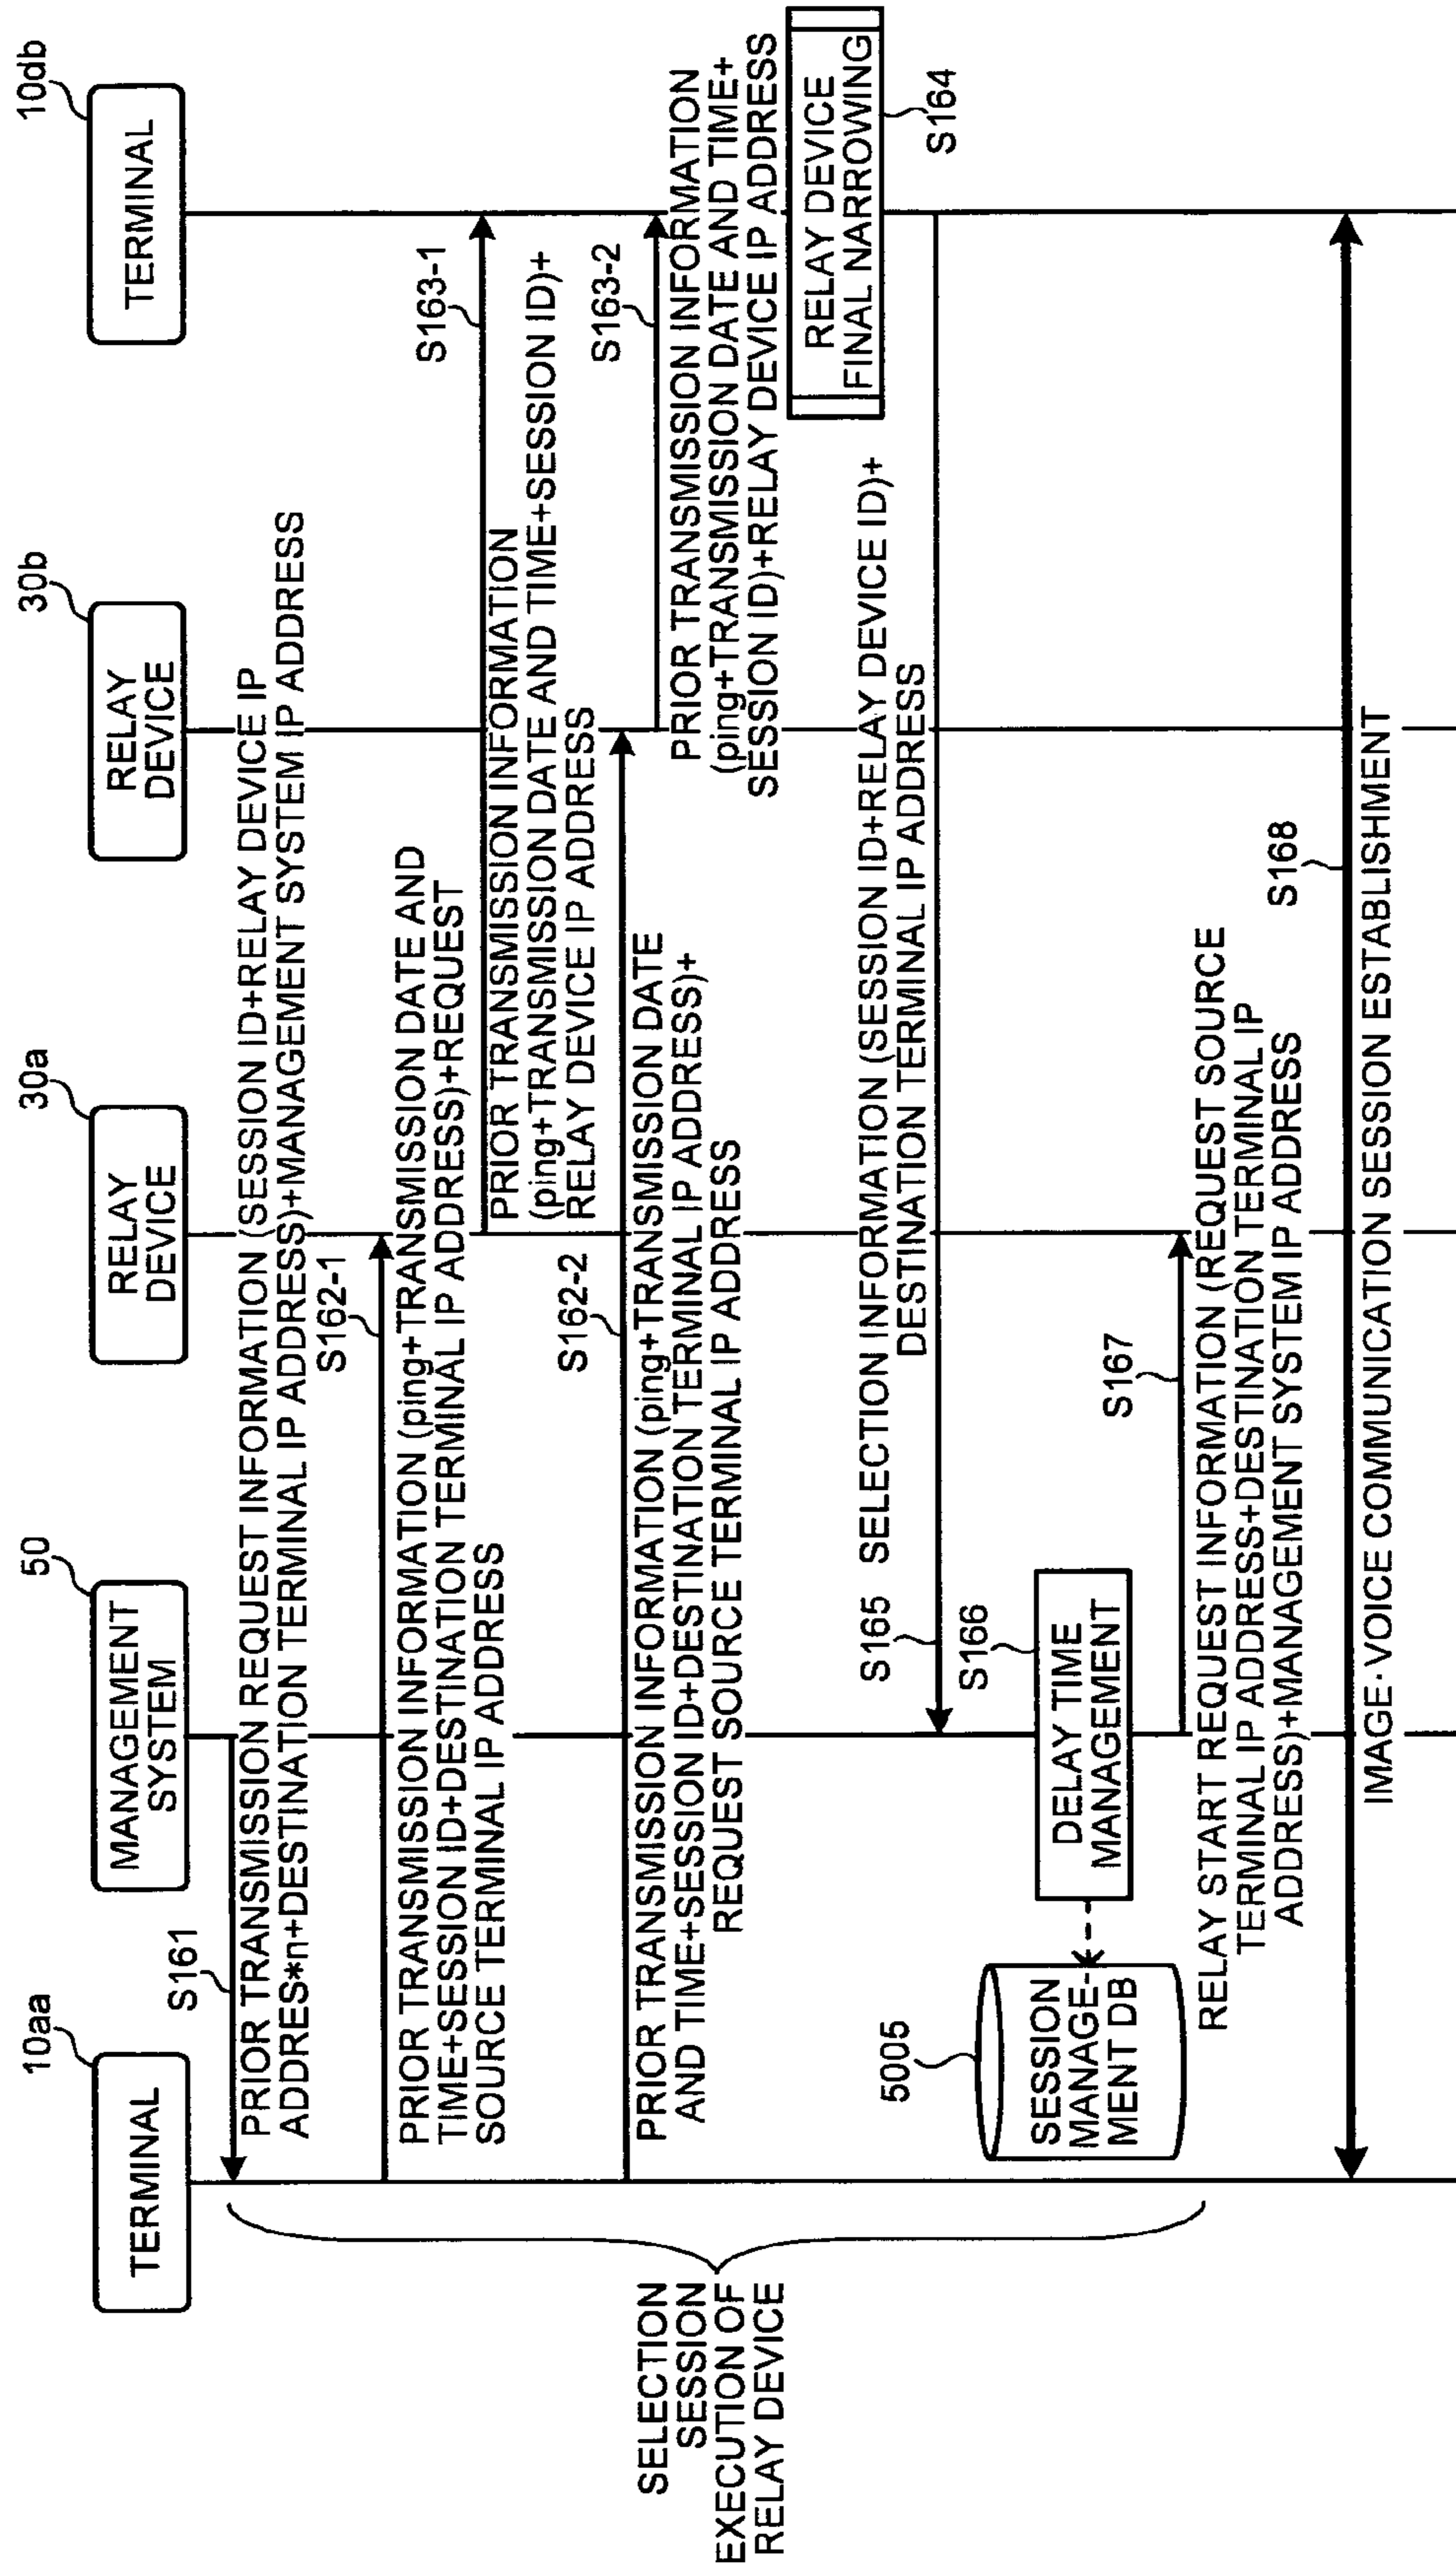 10aa
TERMINAL
50
MANAGEMENT
SYSTEM
30a
RELAY
DEVICE
30b
RELAY
DEVICE
10db
TERMINAL
S161
PRIOR TRANSMISSION REQUEST INFORMATION (SESSION ID+RELAY DEVICE IP
ADDRES*n+DESTINATION TERMINAL IP ADDRESS)+MANAGEMENT SYSTEM IP ADDRESS
S162-1
PRIOR TRANSMISSION INFORMATION (ping+TRANSMISSION DATE AND
TIME+SESSION ID+DESTINATION TERMINAL IP ADDRESS)+REQUEST
SOURCE TERMINAL IP ADDRESS
S163-1
PRIOR TRANSMISSION INFORMATION
(ping+TRANSMISSION DATE AND TIME+SESSION ID)+
RELAY DEVICE IP ADDRESS
S162-2
PRIOR TRANSMISSION INFORMATION (ping+TRANSMISSION DATE
AND TIME+SESSION ID+DESTINATION TERMINAL IP ADDRESS)+
REQUEST SOURCE TERMINAL IP ADDRESS
S163-2
PRIOR TRANSMISSION INFORMATION
(ping+TRANSMISSION DATE AND TIME+
SESSION ID)+RELAY DEVICE IP ADDRESS
RELAY DEVICE
FINAL NARROWING
S164
SELECTION
SESSION
EXECUTION OF
RELAY DEVICE
S165
SELECTION INFORMATION (SESSION ID+RELAY DEVICE ID)+
DESTINATION TERMINAL IP ADDRESS
S166
DELAY TIME
MANAGEMENT
5005
SESSION
MANAGE-
MENT DB
S167
RELAY START REQUEST INFORMATION (REQUEST SOURCE
TERMINAL IP ADDRESS+DESTINATION TERMINAL IP
ADDRESS)+MANAGEMENT SYSTEM IP ADDRESS
S168
IMAGE·VOICE COMMUNICATION SESSION ESTABLISHMENT